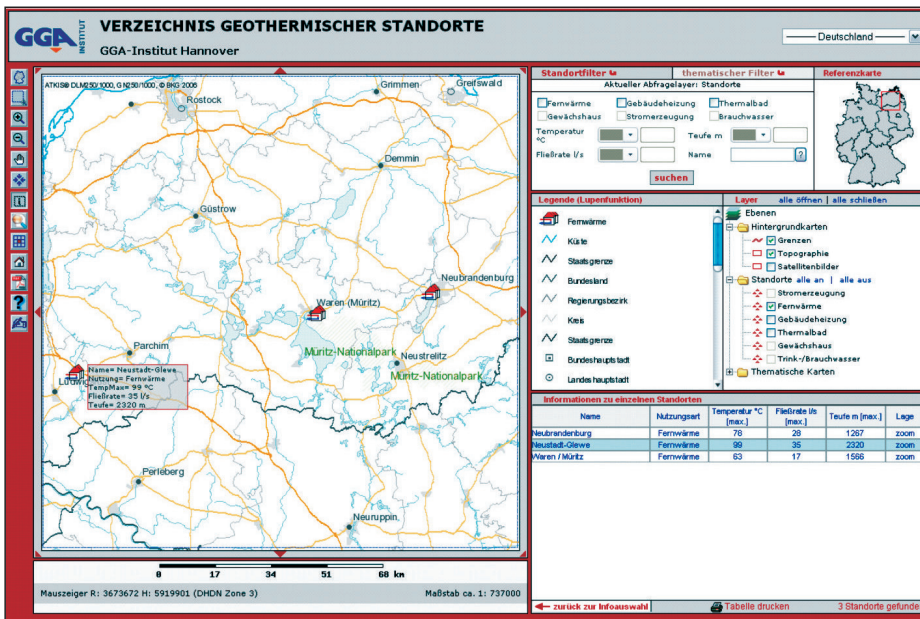 GGA INSTITUT
VERZEICHNIS GEOTHERMISCHER STANDORTE
GGA-Institut Hannover
Deutschland
ATKIS® DLM250/1000, GN250/1000, © BKG 2006
Grimmen
Greifswald
Rostock
Demmin
Güstrow
Neubrandenburg
Waren (Müritz)
Müritz-Nationalpark
Neustrelitz
Müritz-Nationalpark
Parchim
Ludwig
Name= Neustadt-Glewe
Nutzung= Fernwärme
TempMax= 99 °C
Fließrate= 35 l/s
Teufe= 2320 m
Perleberg
Neuruppin
0 17 34 51 68 km
Mauszeiger R: 3673672 H: 5919901 (DHDN Zone 3) Maßstab ca. 1: 737000
Standortfilter thematischer Filter Referenzkarte
Aktueller Abfragelayer: Standorte
Fernwärme Gebäudeheizung Thermalbad
Gewächshaus Stromerzeugung Brauchwasser
Temperatur °C Teufe m
Fließrate l/s Name ?
suchen
Legende (Lupenfunktion)
Fernwärme
Küste
Staatsgrenze
Bundesland
Regierungsbezirk
Kreis
Staatsgrenze
Bundeshauptstadt
Landeshauptstadt
Layer alle öffnen | alle schließen
Ebenen
Hintergrundkarten
Grenzen
Topographie
Satellitenbilder
Standorte alle an | alle aus
Stromerzeugung
Fernwärme
Gebäudeheizung
Thermalbad
Gewächshaus
Trink-/Brauchwasser
Thematische Karten
Informationen zu einzelnen Standorten
Name Nutzungsart Temperatur °C [max.] Fließrate l/s [max.] Teufe m [max.] Lage
Neubrandenburg Fernwärme 78 28 1267 zoom
Neustadt-Glewe Fernwärme 99 35 2320 zoom
Waren / Müritz Fernwärme 63 17 1566 zoom
zurück zur Infoauswahl Tabelle drucken 3 Standorte gefunden